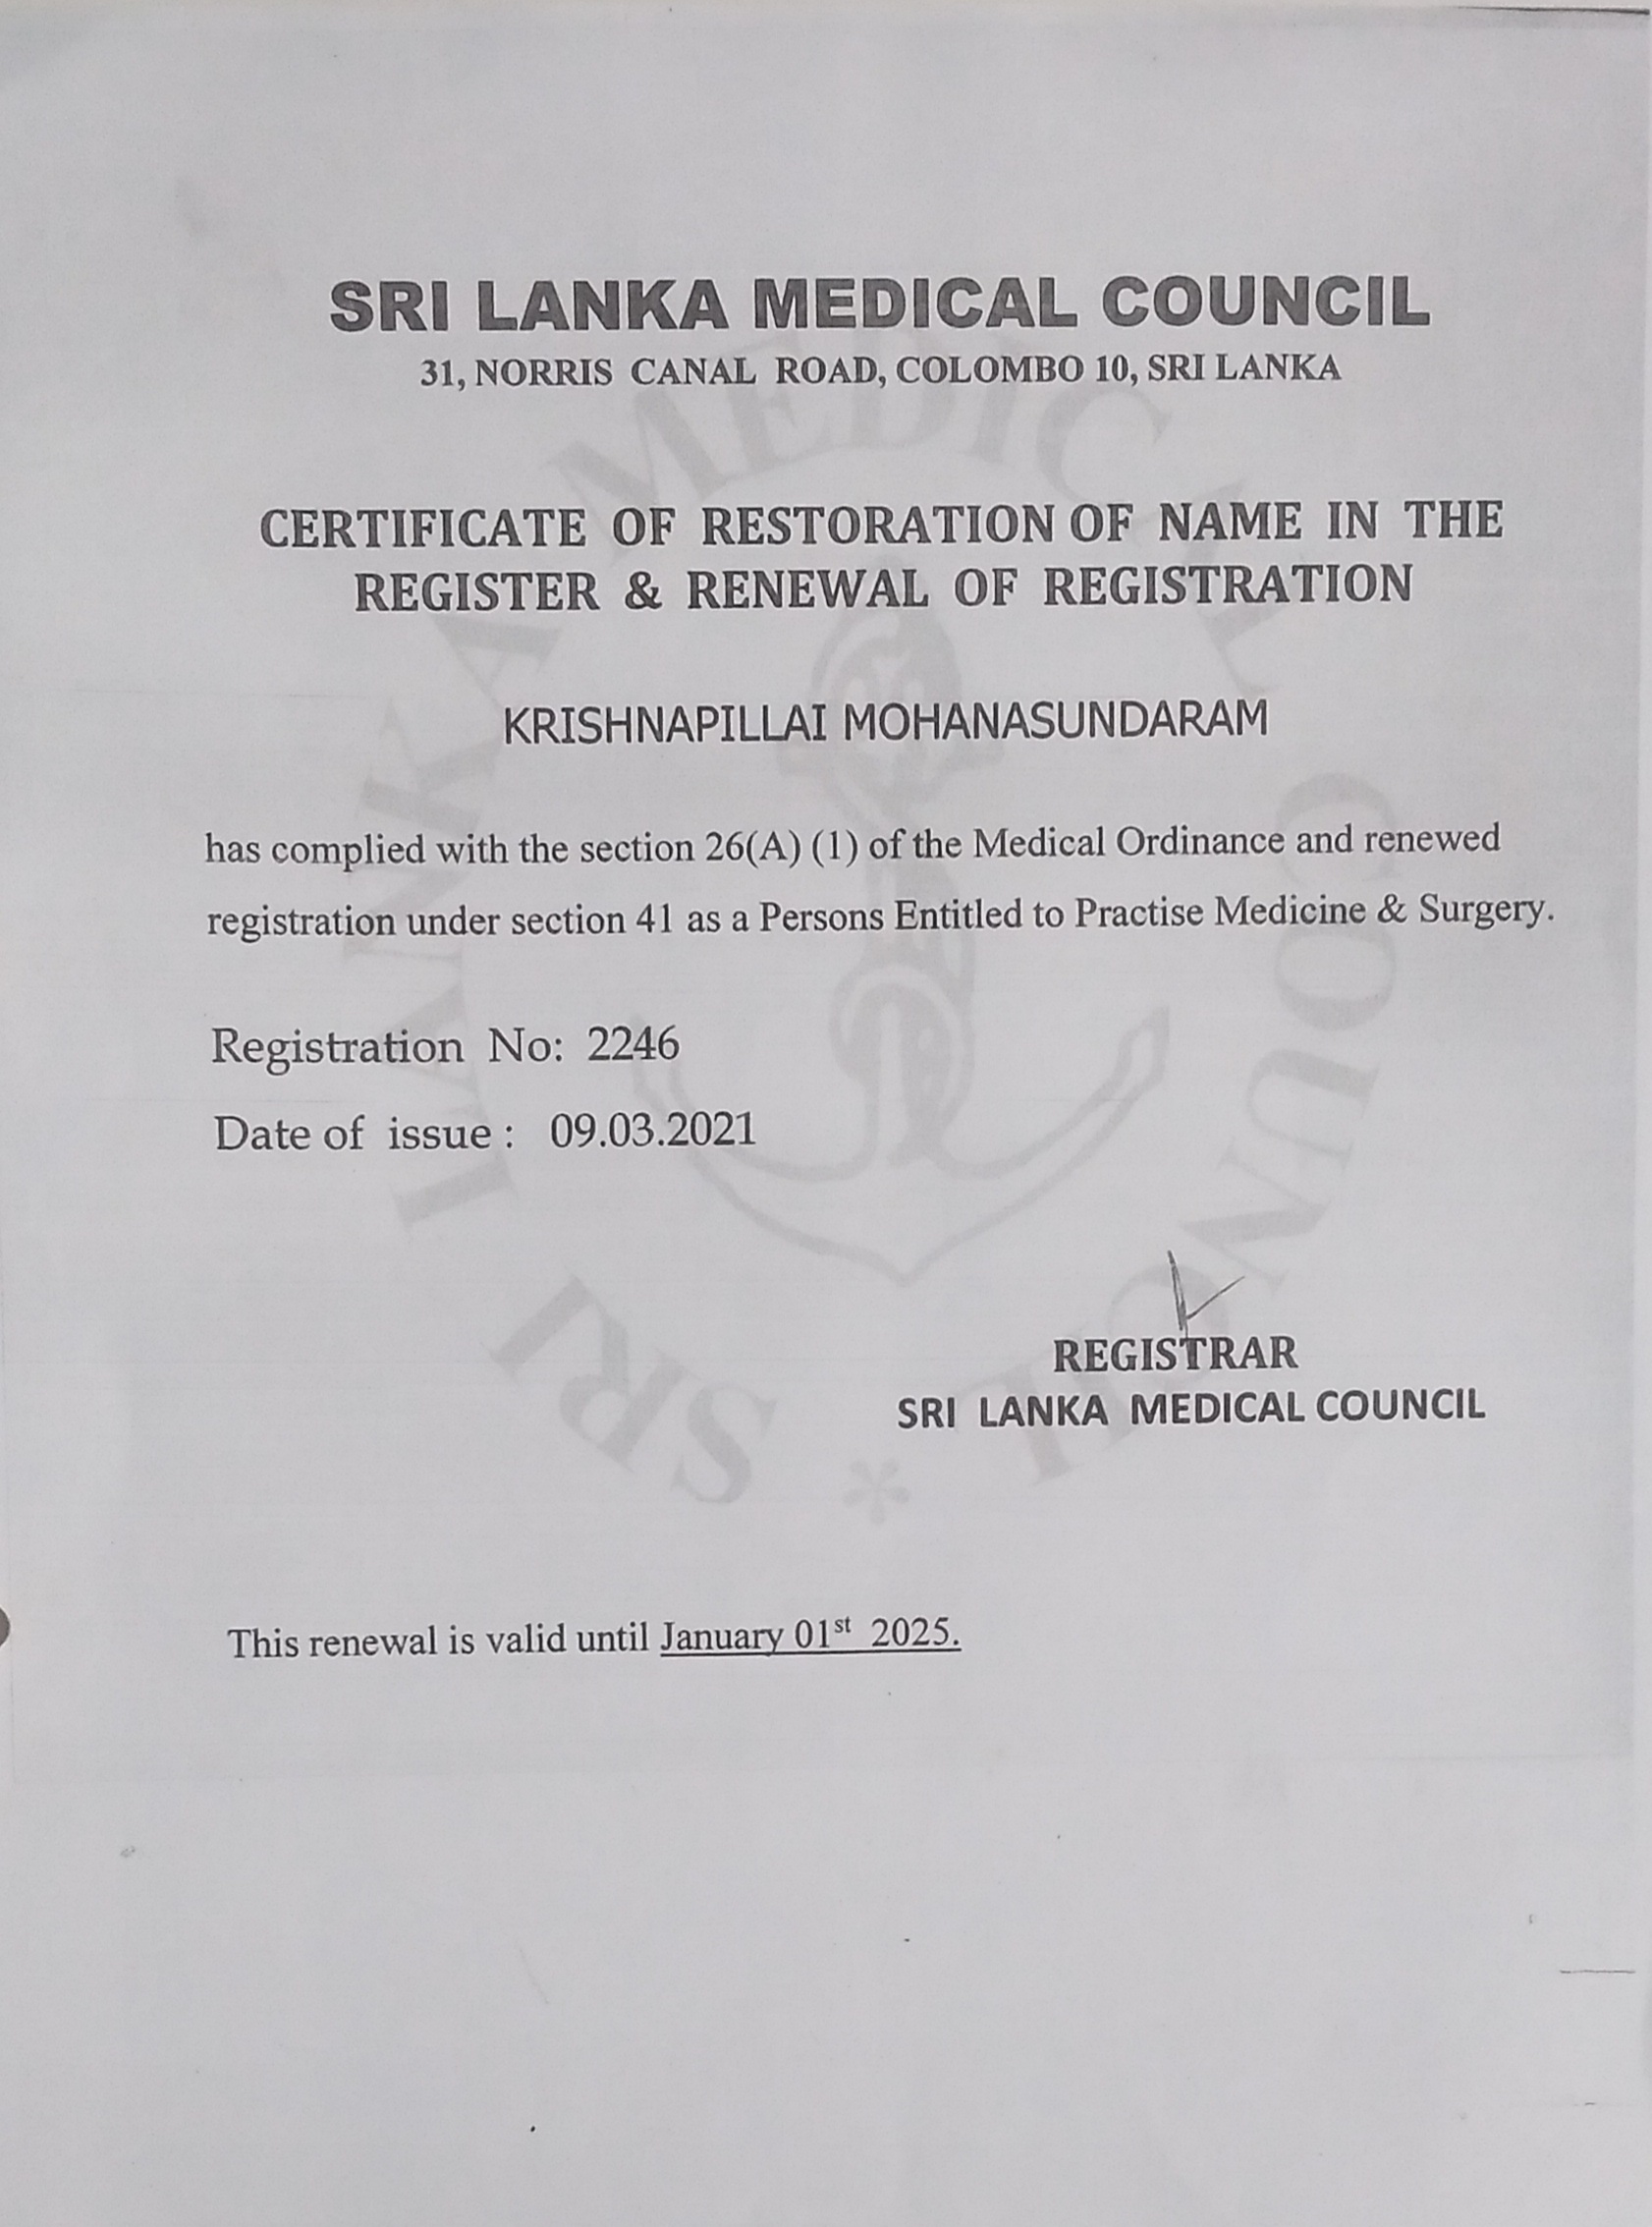 SRI LANKA MEDICAL COUNCIL
31, NORRIS CANAL ROAD, COLOMBO 10, SRI LANKA
CERTIFICATE OF RESTORATION OF NAME IN THE
REGISTER & RENEWAL OF REGISTRATION
KRISHNAPILLAI MOHANASUNDARAM
has complied with the section 26(A) (1) of the Medical Ordinance and renewed
registration under section 41 as a Persons Entitled to Practise Medicine & Surgery.
Registration No: 2246
Date of issue : 09.03.2021
REGISTRAR
SRI LANKA MEDICAL COUNCIL
This renewal is valid until January 01st 2025.
SRI LANKA MEDICAL COUNCIL *